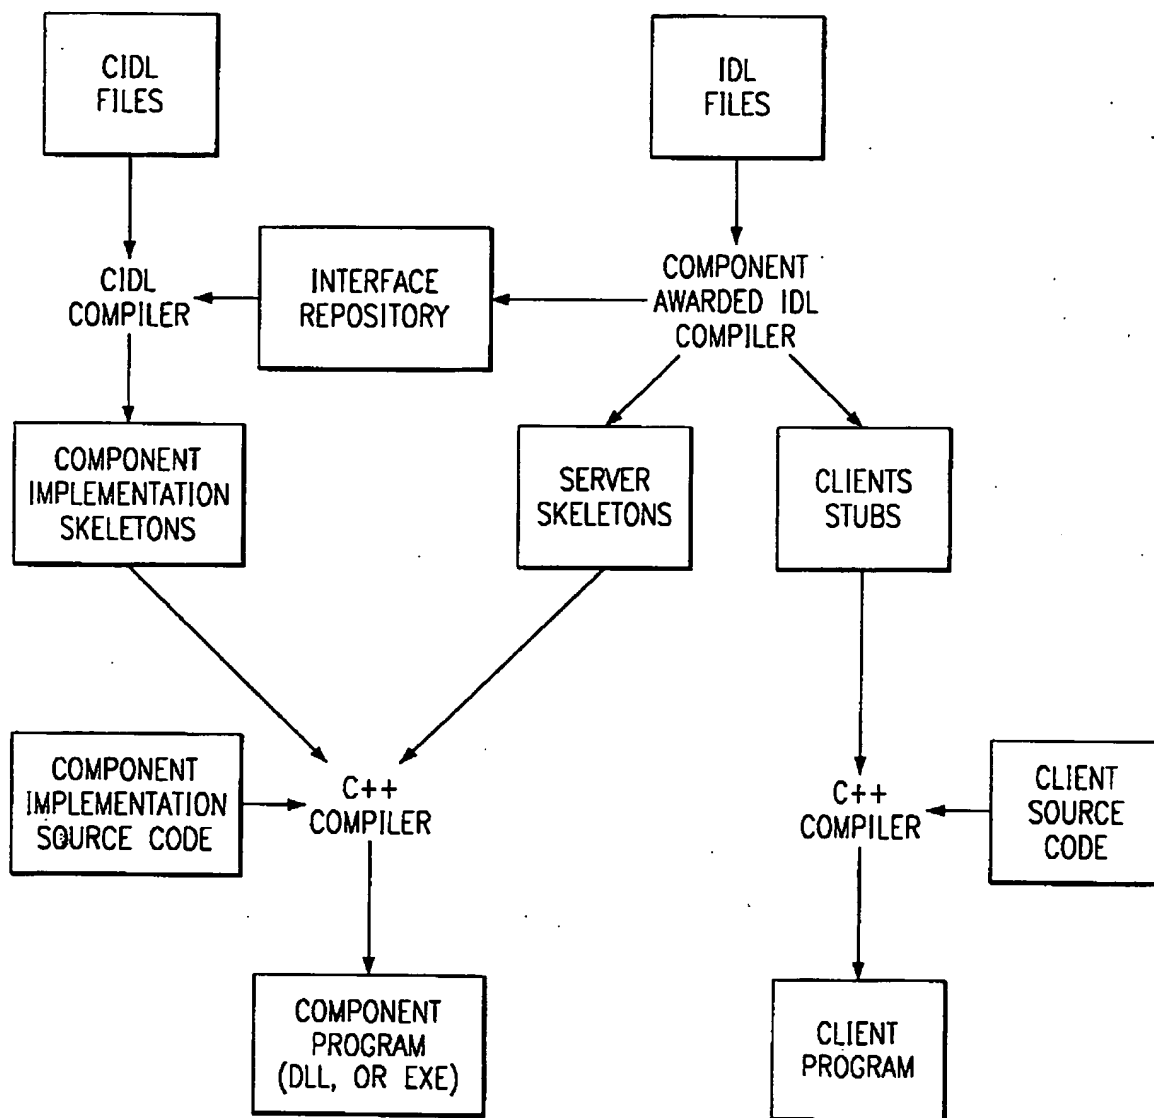 CIDL
FILES
IDL
FILES
CIDL
COMPILER
INTERFACE
REPOSITORY
COMPONENT
AWARDED IDL
COMPILER
COMPONENT
IMPLEMENTATION
SKELETONS
SERVER
SKELETONS
CLIENTS
STUBS
COMPONENT
IMPLEMENTATION
SOURCE CODE
C++
COMPILER
C++
COMPILER
CLIENT
SOURCE
CODE
COMPONENT
PROGRAM
(DLL, OR EXE)
CLIENT
PROGRAM